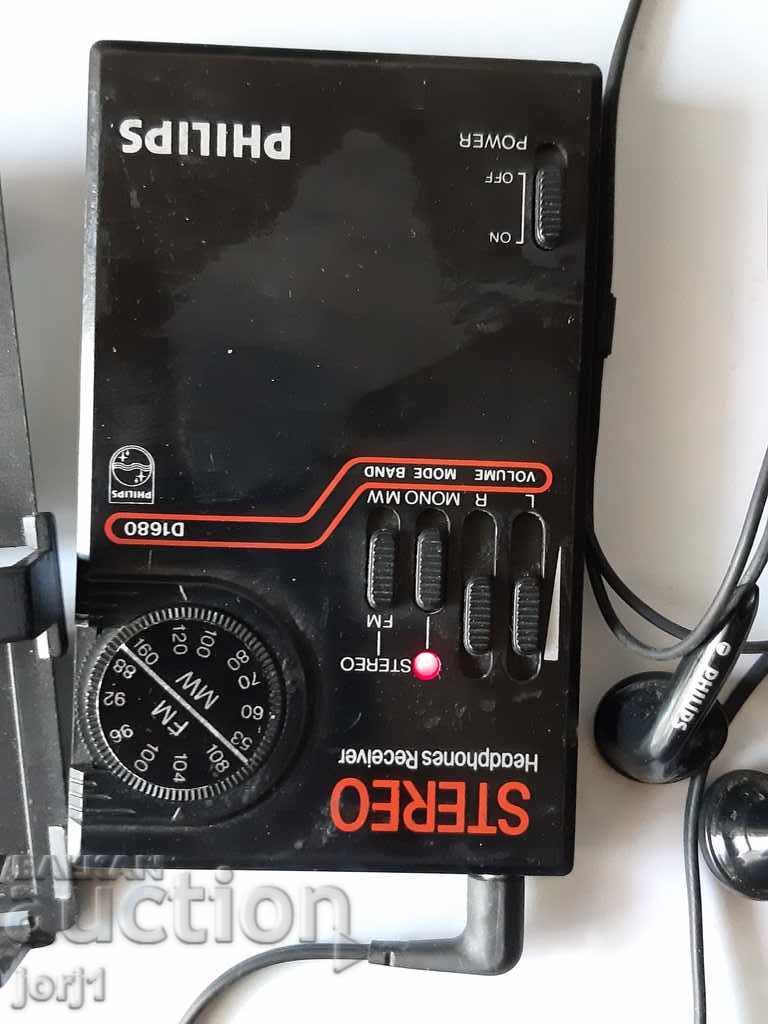 STEREO
Headphones Receiver
53 60 70 80 100 120 160
MW
FM
88 92 96 100 104 108
STEREO
FM
L R MONO MW
VOLUME MODE BAND
D1680
PHILIPS
ON
OFF
POWER
PHILIPS
PHILIPS
БАЛКАН
auction
jorj1